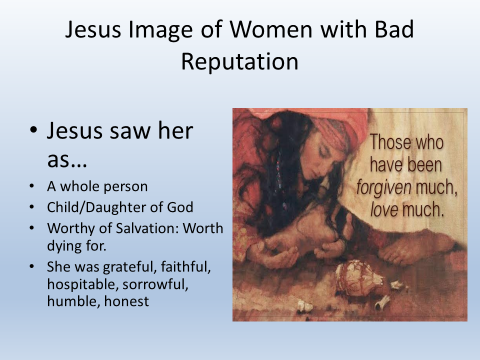 Jesus Image of Women with Bad
Reputation
• Jesus saw her
as…
• A whole person
• Child/Daughter of God
• Worthy of Salvation: Worth
dying for.
• She was grateful, faithful,
hospitable, sorrowful,
humble, honest
Those who
have been
forgiven much,
love much.